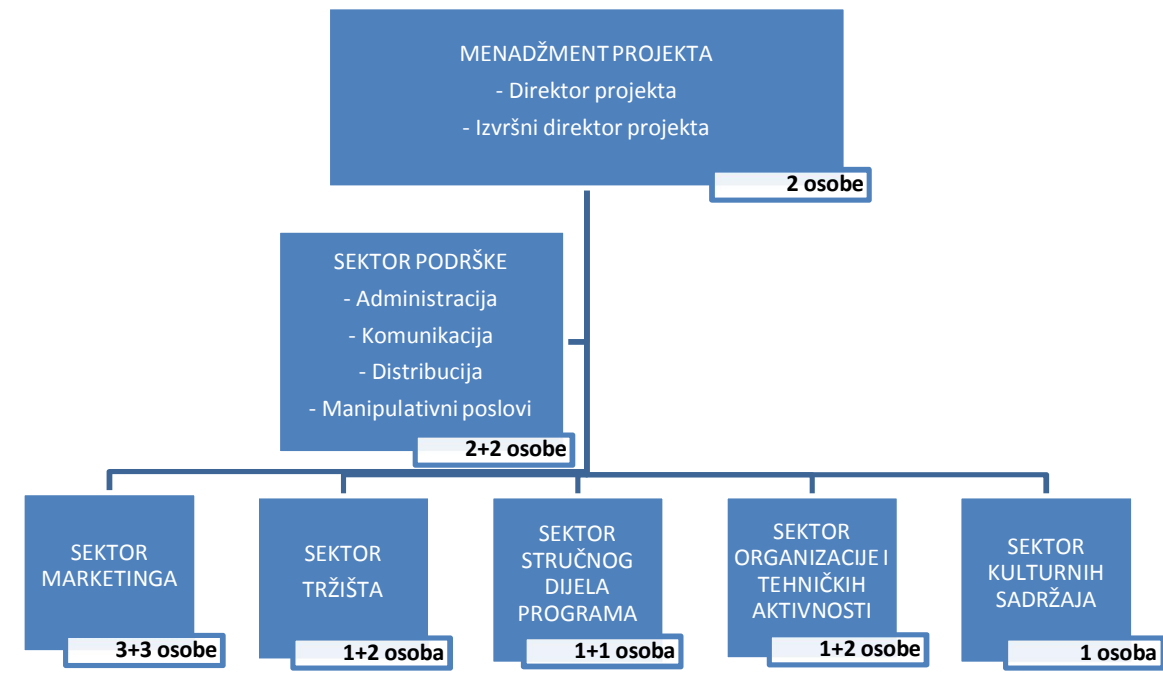 MENADŽMENT PROJEKTA
- Direktor projekta
- Izvršni direktor projekta
2 osobe
SEKTOR PODRŠKE
- Administracija
- Komunikacija
- Distribucija
- Manipulativni poslovi
2+2 osobe
SEKTOR
MARKETINGA
3+3 osobe
SEKTOR
TRŽIŠTA
1+2 osoba
SEKTOR
STRUČNOG
DIJELA
PROGRAMA
1+1 osoba
SEKTOR
ORGANIZACIJE I
TEHNIČKIH
AKTIVNOSTI
1+2 osobe
SEKTOR
KULTURNIH
SADRŽAJA
1 osoba